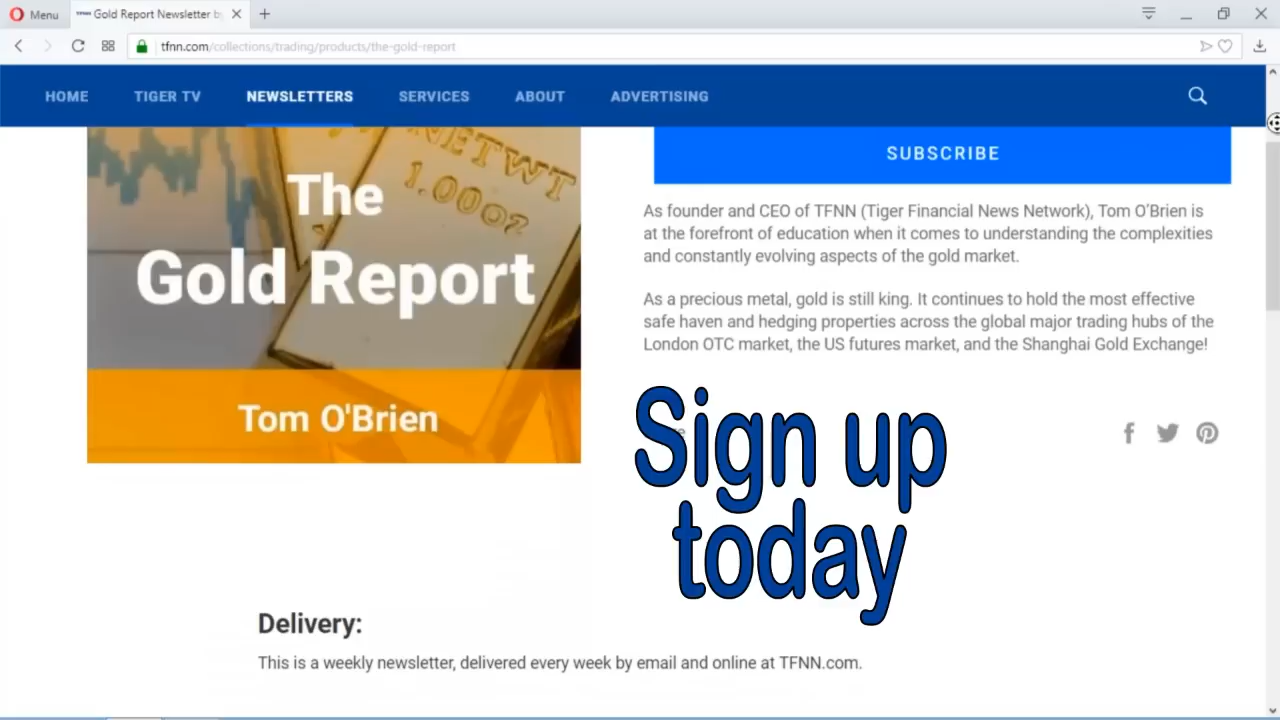 Menu
Gold Report Newsletter b
tfnn.com/collections/trading/products/the-gold-report
HOME
TIGER TV
NEWSLETTERS
SERVICES
ABOUT
ADVERTISING
NETWT
1.00oz
The
Gold Report
Tom O'Brien
SUBSCRIBE
As founder and CEO of TFNN (Tiger Financial News Network), Tom O'Brien is
at the forefront of education when it comes to understanding the complexities
and constantly evolving aspects of the gold market.
As a precious metal, gold is still king. It continues to hold the most effective
safe haven and hedging properties across the global major trading hubs of the
London OTC market, the US futures market, and the Shanghai Gold Exchange!
Sign up
today
Delivery:
This is a weekly newsletter, delivered every week by email and online at TFNN.com.